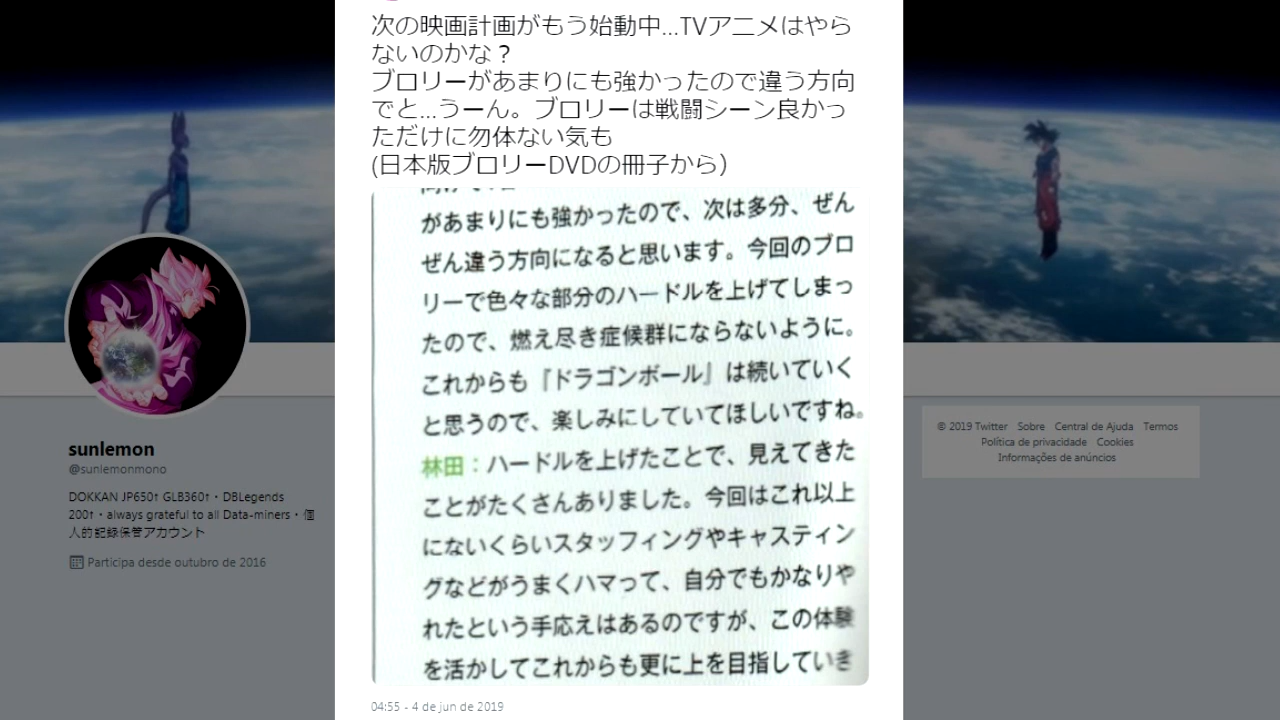 次の映画計画がもう始動中...TVアニメはやら
ないのかな？
ブロリーがあまりにも強かったので違う方向
でと...うーん。ブロリーは戦闘シーン良かっ
ただけに勿体ない気も
(日本版ブロリーDVDの冊子から）
があまりにも強かったので、次は多分、ぜん
ぜん違う方向になると思います。今回のブロ
リーで色々な部分のハードルを上げてしまっ
たので、燃え尽き症候群にならないように。
これからも『ドラゴンボール』は続いていく
と思うので、楽しみにしていてほしいですね。
林田：ハードルを上げたことで、見えてきた
ことがたくさんありました。今回はこれ以上
にないくらいスタッフィングやキャスティン
グなどがうまくハマって、自分でもかなりや
れたという手応えはあるのですが、この体験
を活かしてこれからも更に上を目指していき
04:55 - 4 de jun de 2019
sunlemon
@sunlemonmono
DOKKAN JP650↑ GLB360↑・DBLegends
200↑・always grateful to all Data-miners・個
人的記録保管アカウント
Participa desde outubro de 2016
© 2019 Twitter Sobre Central de Ajuda Termos
Política de privacidade Cookies
Informações de anúncios